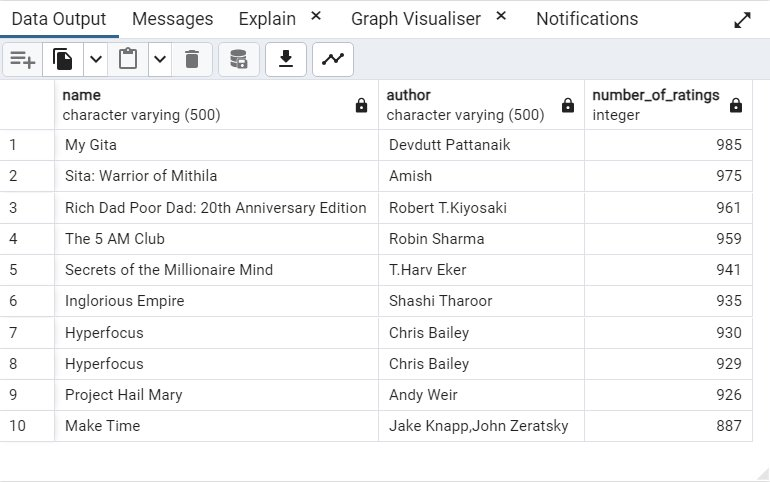 Data Output Messages Explain × Graph Visualiser × Notifications
name author number_of_ratings
character varying (500) character varying (500) integer
1 My Gita Devdutt Pattanaik 985
2 Sita: Warrior of Mithila Amish 975
3 Rich Dad Poor Dad: 20th Anniversary Edition Robert T.Kiyosaki 961
4 The 5 AM Club Robin Sharma 959
5 Secrets of the Millionaire Mind T.Harv Eker 941
6 Inglorious Empire Shashi Tharoor 935
7 Hyperfocus Chris Bailey 930
8 Hyperfocus Chris Bailey 929
9 Project Hail Mary Andy Weir 926
10 Make Time Jake Knapp,John Zeratsky 887